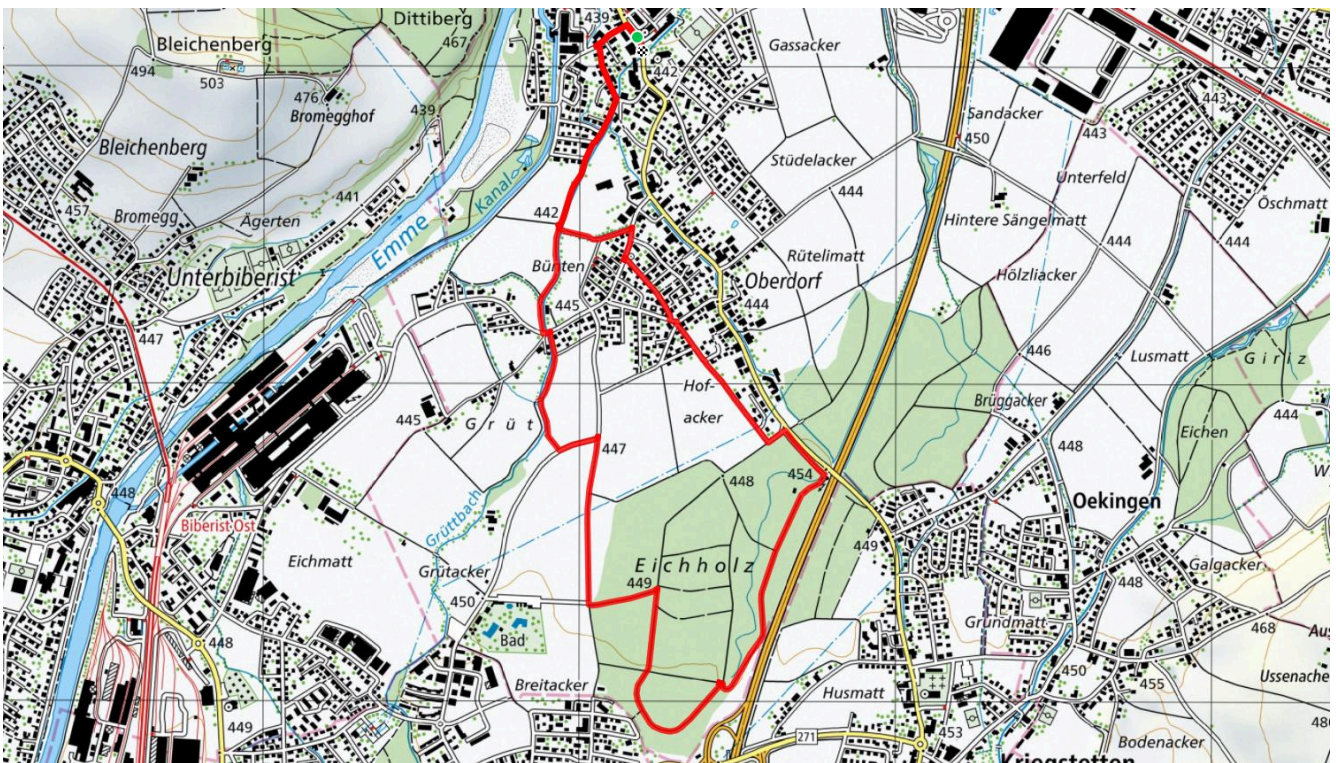 Dittiberg
439
Bleichenberg
467
Gassacker
494
503
442
476
Bromegghof
439
443
Sandacker
450
443
Bleichenberg
Stüdelacker
Unterfeld
Kanal
441
444
457
Bromegg
Ägerten
442
Hintere Sängelmatt
Öschmatt
Emme
444
444
Unterbiberist
Bünten
Rütelimatt
Oberdorf
Hölzliacker
445
444
447
446
Lusmatt
Giriz
Hof-
acker
Brüggacker
444
445
Grüt
447
448
Eichen
454
448
448
Oekingen
Biberist Ost
Grüttbach
449
Eichmatt
Eichholz
Galgacker
Grütacker
449
448
450
Grundmatt
468
Bad
448
450
Aus
Breitacker
Husmatt
455
Ussenache
449
271
453
Bodenacker
480
Kriegstetten